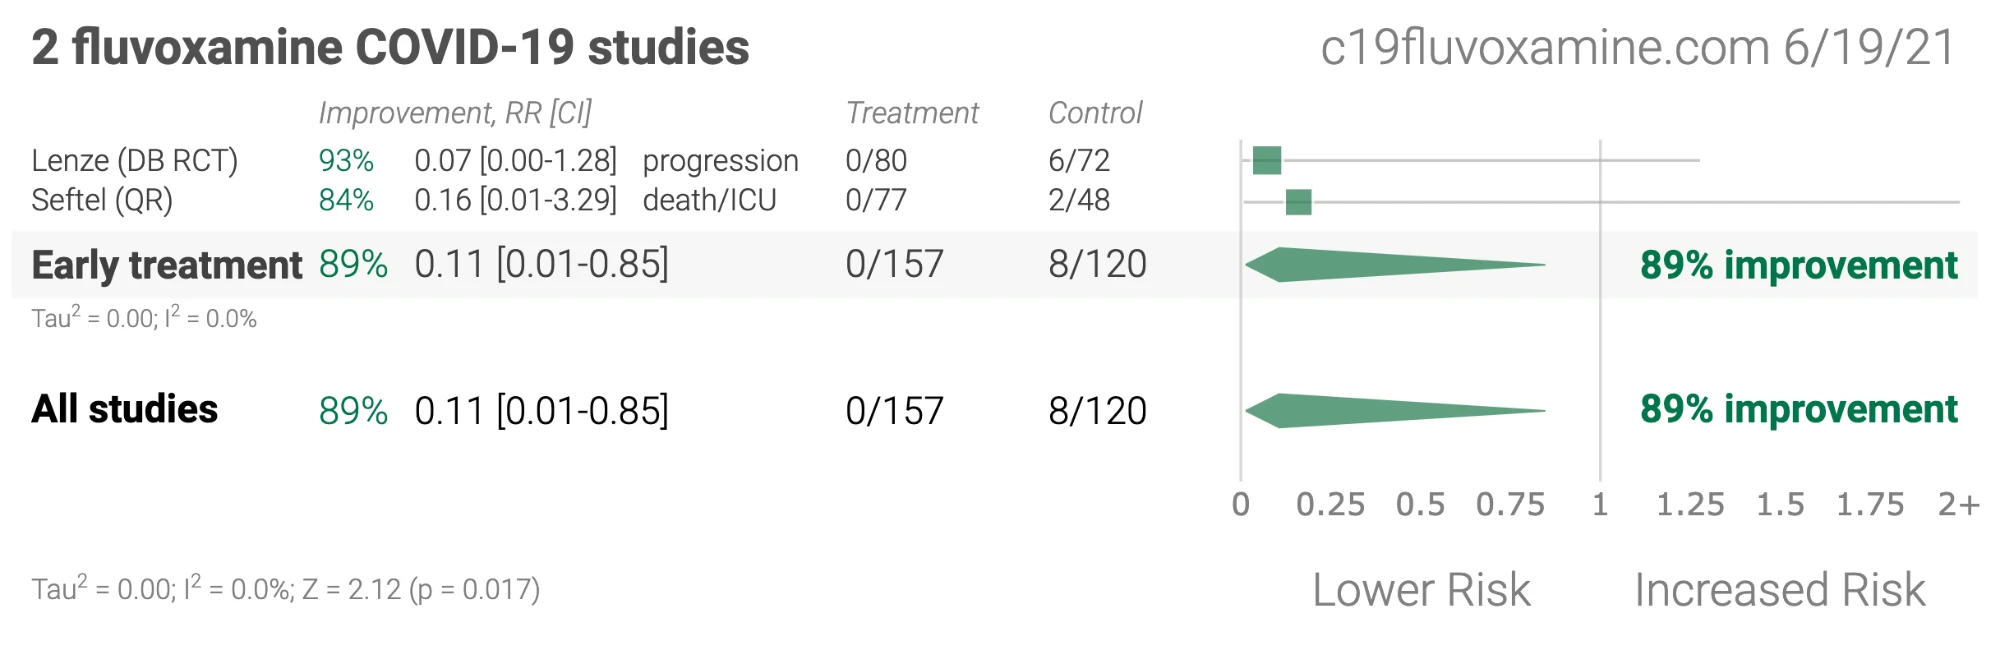 2 fluvoxamine COVID-19 studies c19fluvoxamine.com 6/19/21
Improvement, RR [CI] Treatment Control
Lenze (DB RCT) 93% 0.07 [0.00-1.28] progression 0/80 6/72
Seftel (QR) 84% 0.16 [0.01-3.29] death/ICU 0/77 2/48
Early treatment 89% 0.11 [0.01-0.85] 0/157 8/120 89% improvement
Tau² = 0.00; I² = 0.0%
All studies 89% 0.11 [0.01-0.85] 0/157 8/120 89% improvement
0 0.25 0.5 0.75 1 1.25 1.5 1.75 2+
Tau² = 0.00; I² = 0.0%; Z = 2.12 (p = 0.017) Lower Risk Increased Risk